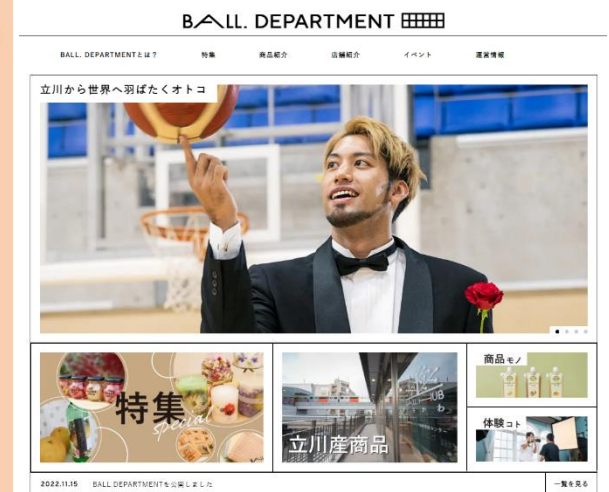 BALL. DEPARTMENT
BALL. DEPARTMENTとは？ 特集 商品紹介 店舗紹介 イベント 運営情報
立川から世界へ羽ばたくオトコ
特集
special
立川産商品
商品 モノ
体験 コト
2022.11.15 BALL DEPARTMENTを公開しました
一覧を見る